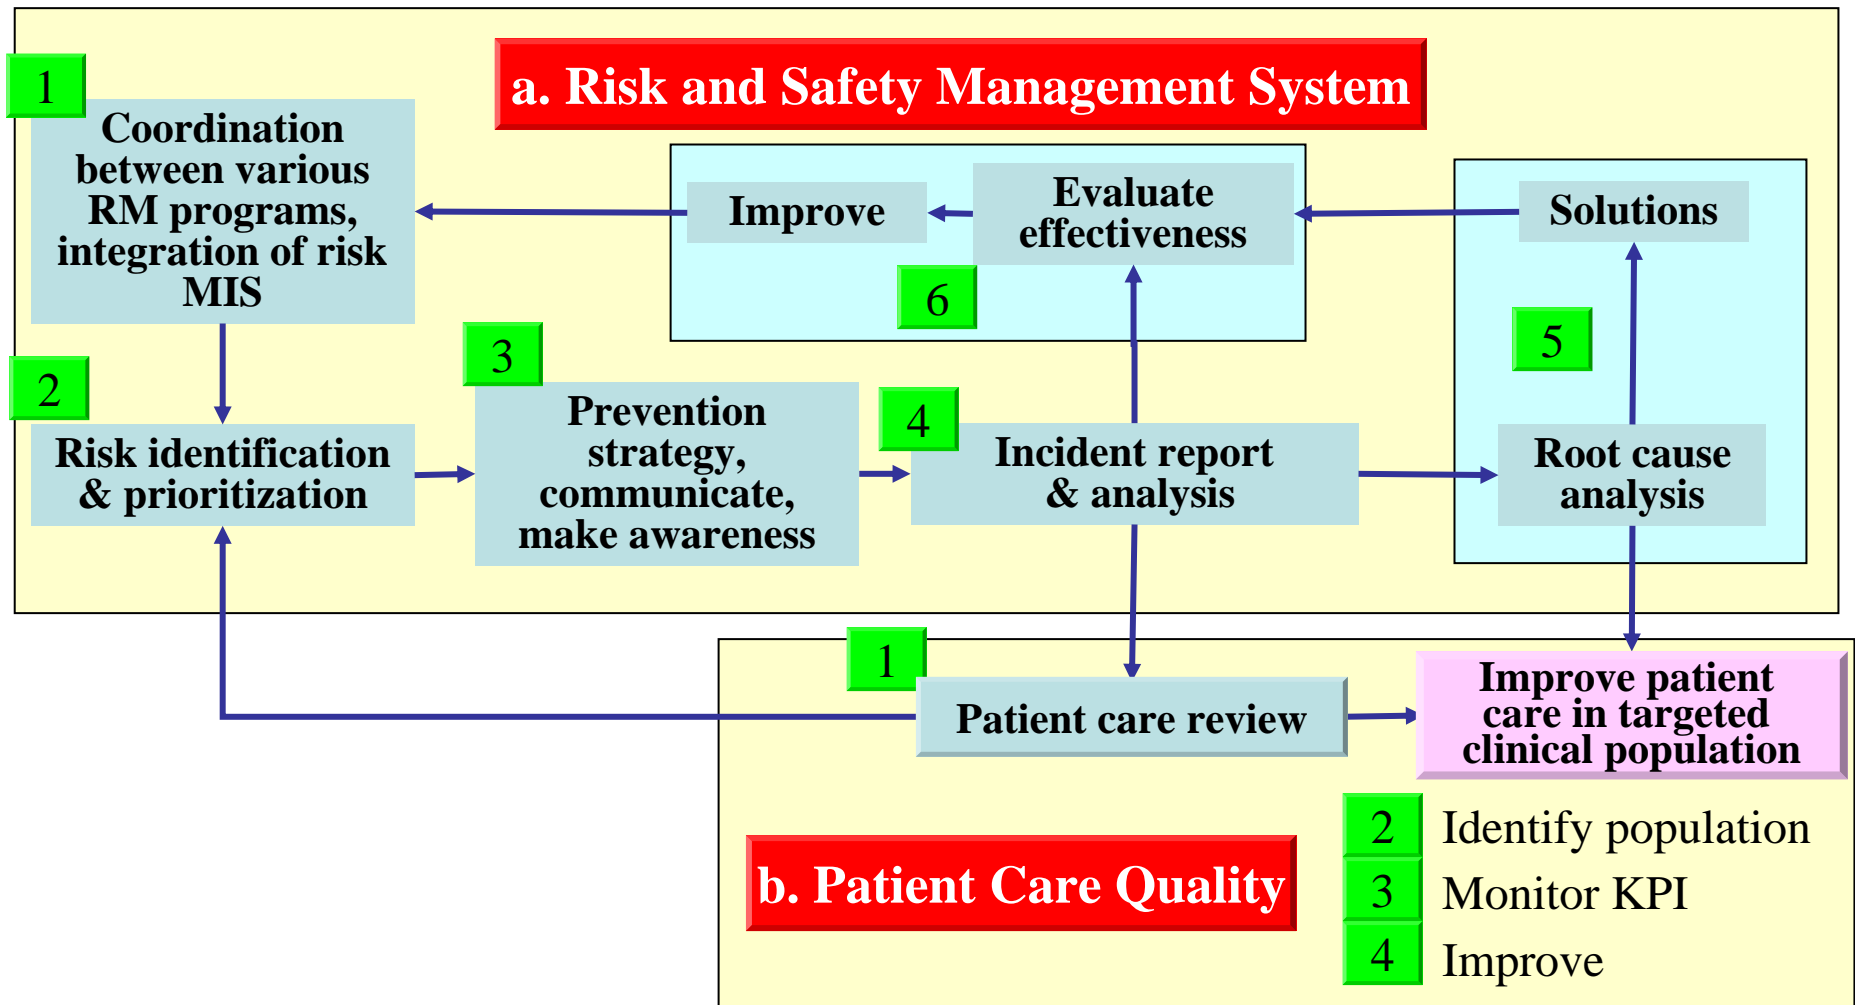 a. Risk and Safety Management System
1
Coordination
between various
RM programs,
integration of risk
MIS
Improve
Evaluate
effectiveness
Solutions
6
5
2
Risk identification
& prioritization
3
Prevention
strategy,
communicate,
make awareness
4
Incident report
& analysis
Root cause
analysis
1
Patient care review
Improve patient
care in targeted
clinical population
b. Patient Care Quality
2 Identify population
3 Monitor KPI
4 Improve